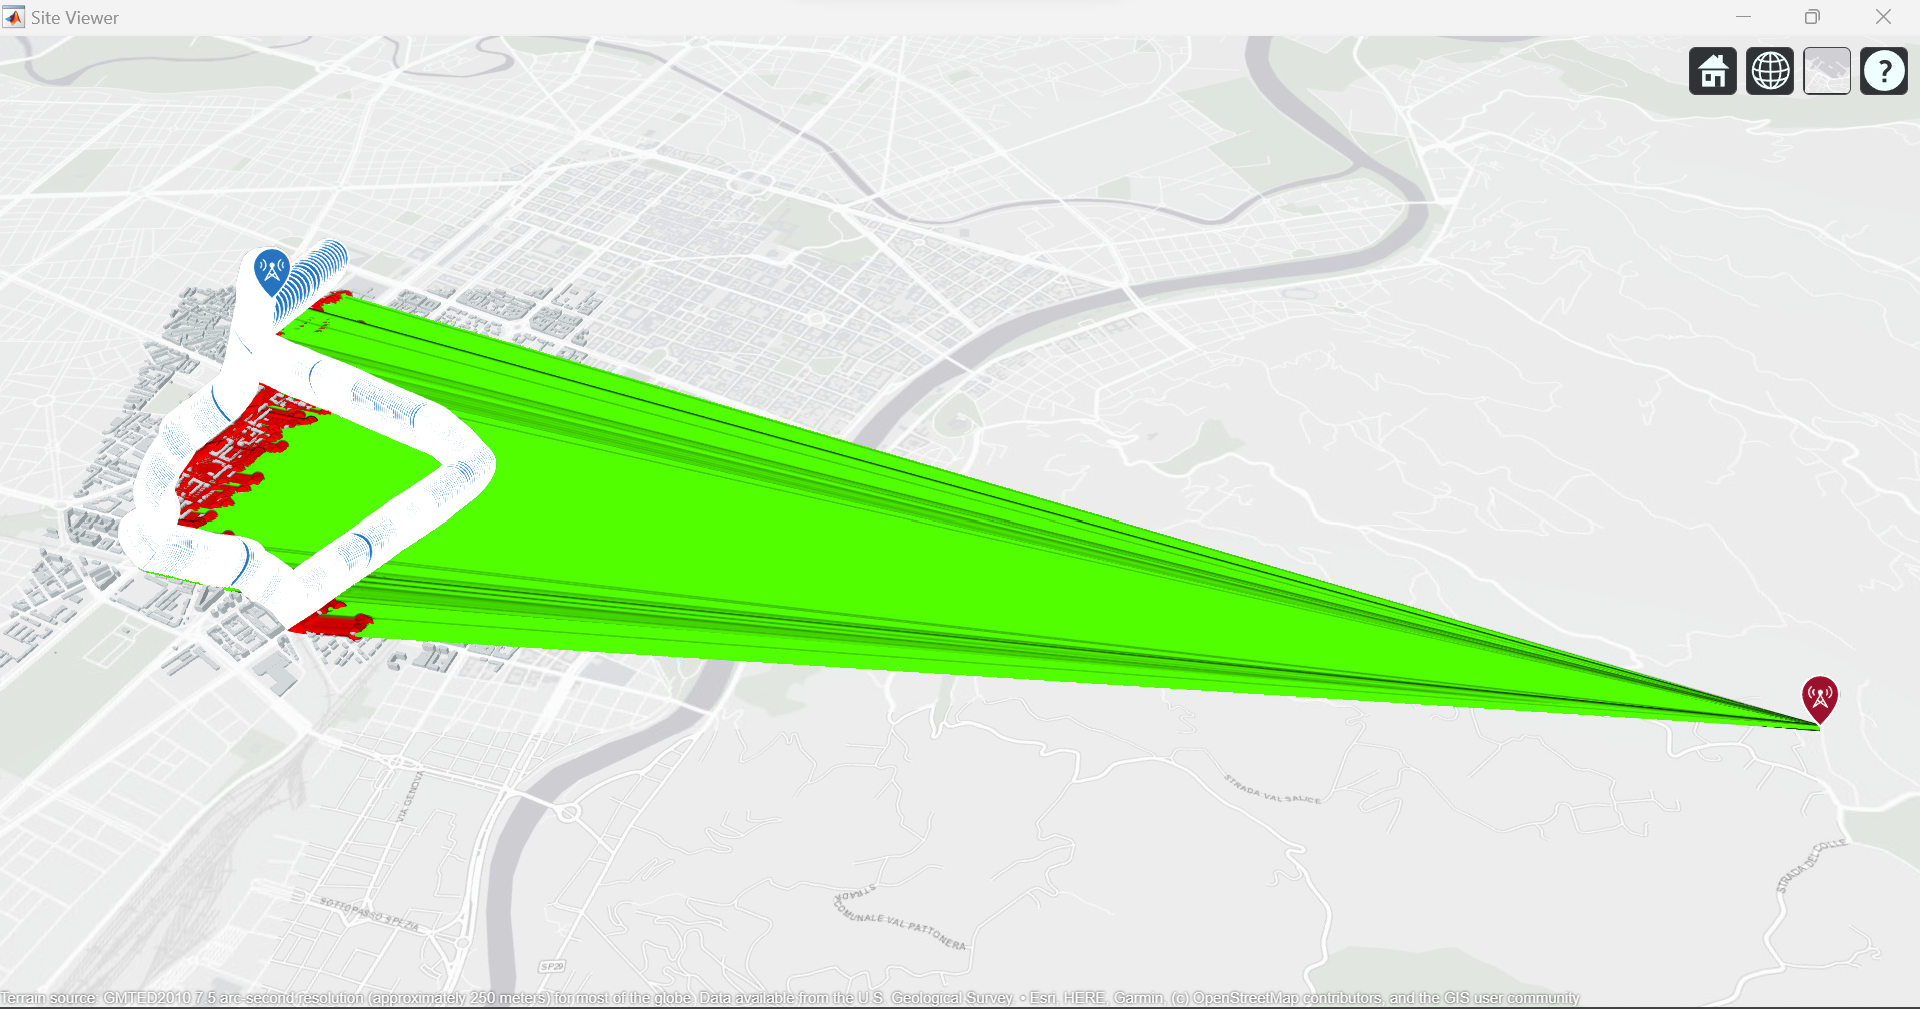 Site Viewer
?
VIA GENOVA
STRADA VAL SALICE
STRADA DEL COLLE
STRADA
COMUNALE VAL PATTONERA
SOTTOPASSO SPEZIA
SP29
Terrain source: GMTED2010 7.5 arc-second resolution (approximately 250 meters) for most of the globe. Data available from the U.S. Geological Survey. • Esri, HERE, Garmin, (c) OpenStreetMap contributors, and the GIS user community